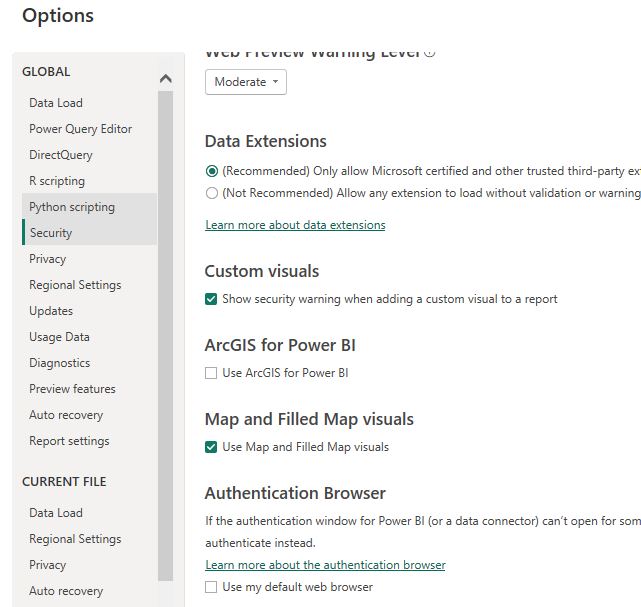 Options
GLOBAL
Data Load
Power Query Editor
DirectQuery
R scripting
Python scripting
Security
Privacy
Regional Settings
Updates
Usage Data
Diagnostics
Preview features
Auto recovery
Report settings
CURRENT FILE
Data Load
Regional Settings
Privacy
Auto recovery
Web Preview Warning Level
Moderate
Data Extensions
(Recommended) Only allow Microsoft certified and other trusted third-party
(Not Recommended) Allow any extension to load without validation or warning
Learn more about data extensions
Custom visuals
Show security warning when adding a custom visual to a report
ArcGIS for Power BI
Use ArcGIS for Power BI
Map and Filled Map visuals
Use Map and Filled Map visuals
Authentication Browser
If the authentication window for Power BI (or a data connector) can't open for
authenticate instead.
Learn more about the authentication browser
Use my default web browser